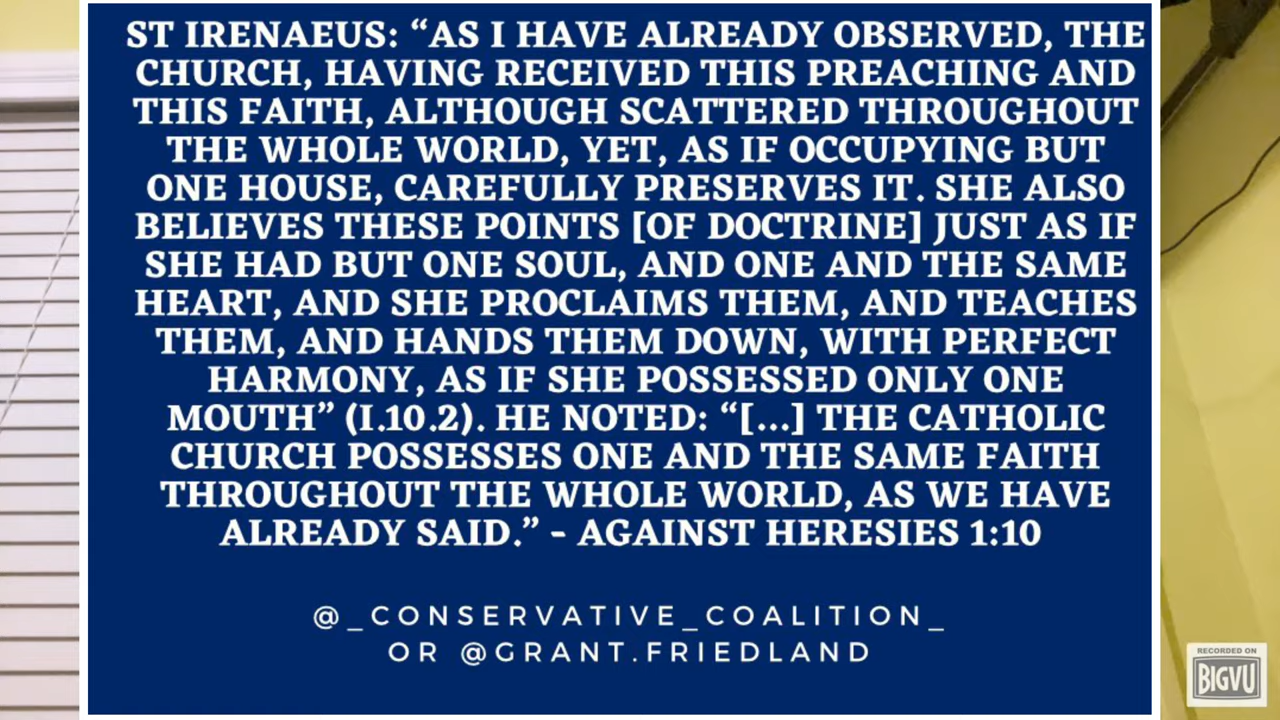 ST IRENAEUS: “AS I HAVE ALREADY OBSERVED, THE
CHURCH, HAVING RECEIVED THIS PREACHING AND
THIS FAITH, ALTHOUGH SCATTERED THROUGHOUT
THE WHOLE WORLD, YET, AS IF OCCUPYING BUT
ONE HOUSE, CAREFULLY PRESERVES IT. SHE ALSO
BELIEVES THESE POINTS [OF DOCTRINE] JUST AS IF
SHE HAD BUT ONE SOUL, AND ONE AND THE SAME
HEART, AND SHE PROCLAIMS THEM, AND TEACHES
THEM, AND HANDS THEM DOWN, WITH PERFECT
HARMONY, AS IF SHE POSSESSED ONLY ONE
MOUTH” (I.10.2). HE NOTED: “[...] THE CATHOLIC
CHURCH POSSESSES ONE AND THE SAME FAITH
THROUGHOUT THE WHOLE WORLD, AS WE HAVE
ALREADY SAID.” - AGAINST HERESIES 1:10
@_CONSERVATIVE_COALITION_
OR @GRANT.FRIEDLAND
RECORDED ON
BIGVU